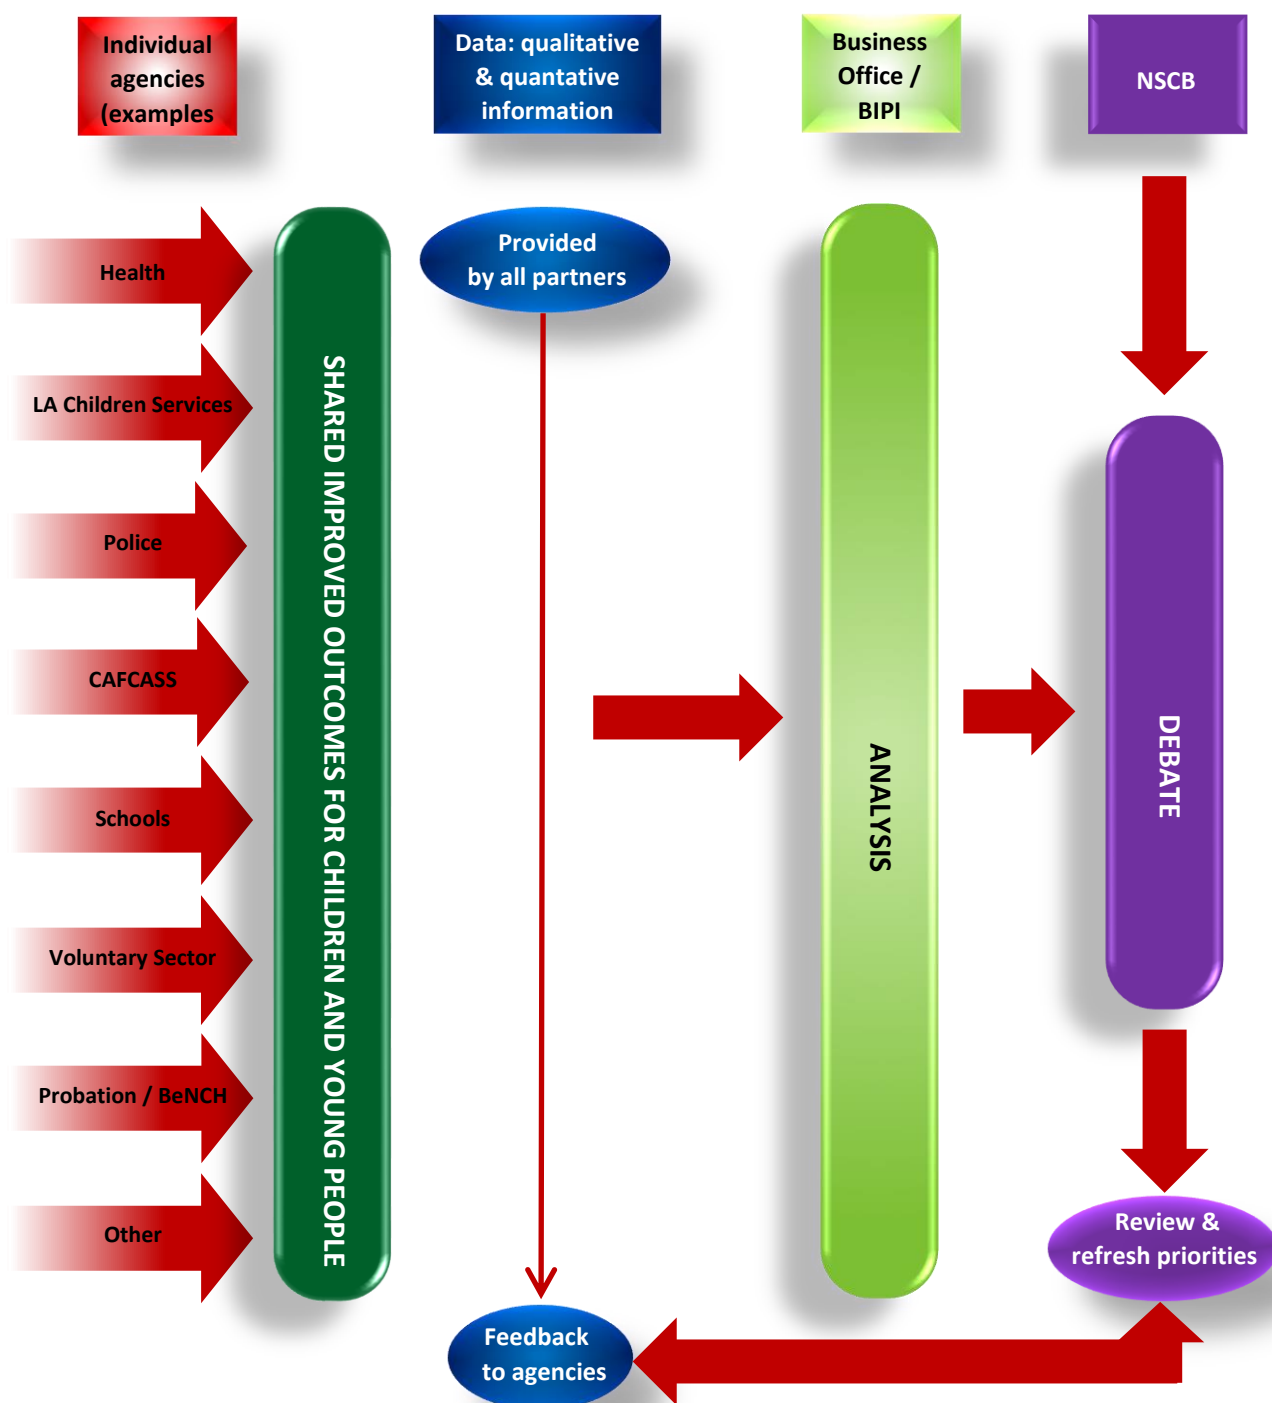 Individual
agencies
(examples
Data: qualitative
& quantative
information
Business
Office /
BIPI
NSCB
Health
LA Children Services
Police
CAFCASS
Schools
Voluntary Sector
Probation / BeNCH
Other
SHARED IMPROVED OUTCOMES FOR CHILDREN AND YOUNG PEOPLE
Provided
by all partners
ANALYSIS
DEBATE
Review &
refresh priorities
Feedback
to agencies